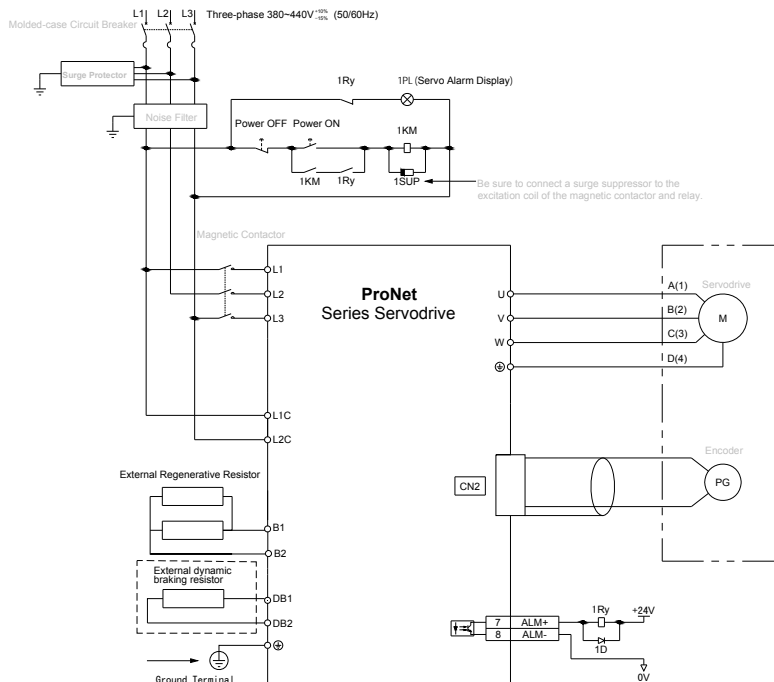 L1 L2 L3 Three-phase 380~440V +10% -15% (50/60Hz)
Molded-case Circuit Breaker
Surge Protector
1Ry
1PL (Servo Alarm Display)
Noise Filter
Power OFF Power ON
1KM
1KM
1Ry
1SUP
Be sure to connect a surge suppressor to the
excitation coil of the magnetic contactor and relay.
Magnetic Contactor
L1
L2
L3
ProNet
Series Servodrive
U
V
W
A(1)
B(2)
C(3)
D(4)
Servodrive
M
L1C
L2C
External Regenerative Resistor
B1
B2
CN2
Encoder
PG
External dynamic
braking resistor
DB1
DB2
7 ALM+
8 ALM-
1Ry
+24V
1D
0V
Ground Terminal